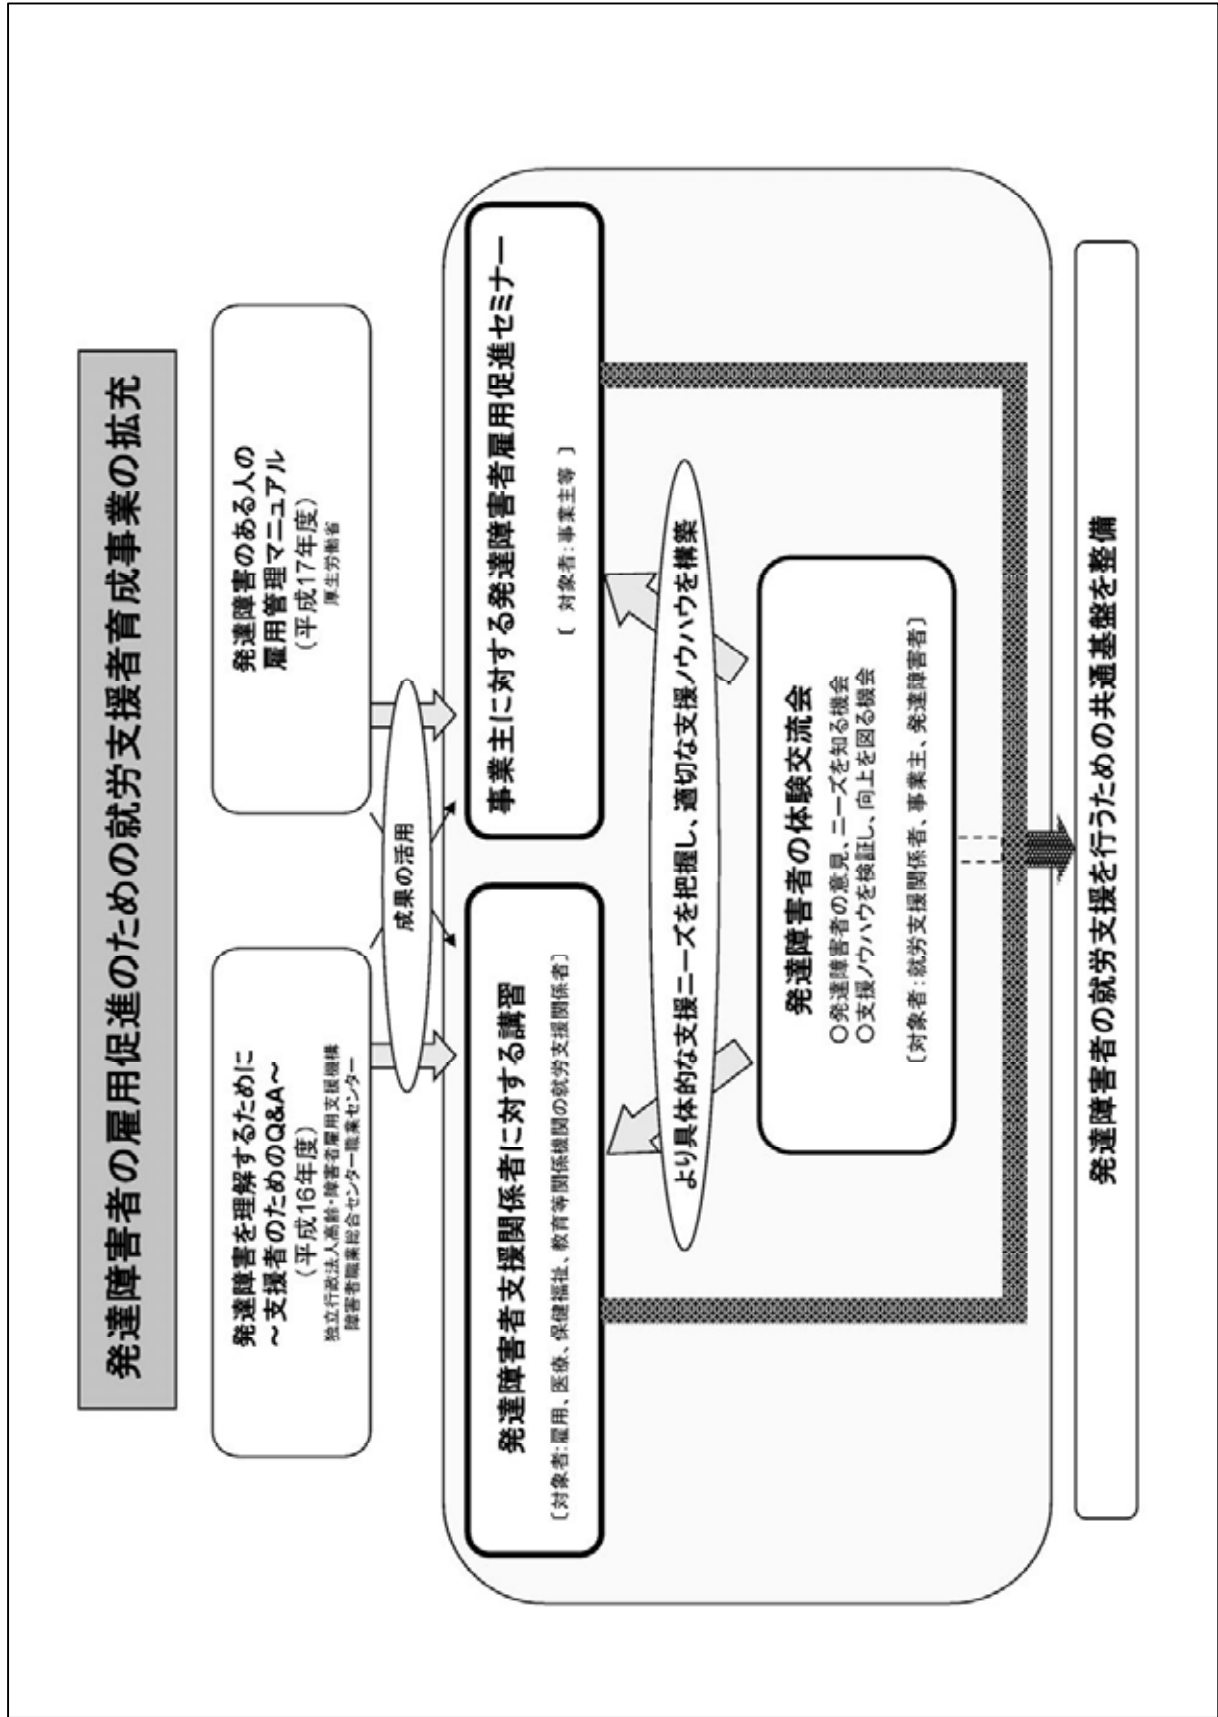 発達障害者の雇用促進のための就労支援者育成事業の拡充
発達障害を理解するために
～支援者のためのQ&A～
（平成16年度）
独立行政法人高齢・障害者雇用支援機構
障害者職業総合センター職業センター
発達障害のある人の
雇用管理マニュアル
（平成17年度）
厚生労働省
成果の活用
発達障害者支援関係者に対する講習
〔対象者：雇用、医療、保健福祉、教育等関係機関の就労支援関係者〕
事業主に対する発達障害者雇用促進セミナー
〔 対象者：事業主等 〕
より具体的な支援ニーズを把握し、適切な支援ノウハウを構築
発達障害者の体験交流会
○発達障害者の意見、ニーズを知る機会
○支援ノウハウを検証し、向上を図る機会
〔対象者：就労支援関係者、事業主、発達障害者〕
発達障害者の就労支援を行うための共通基盤を整備